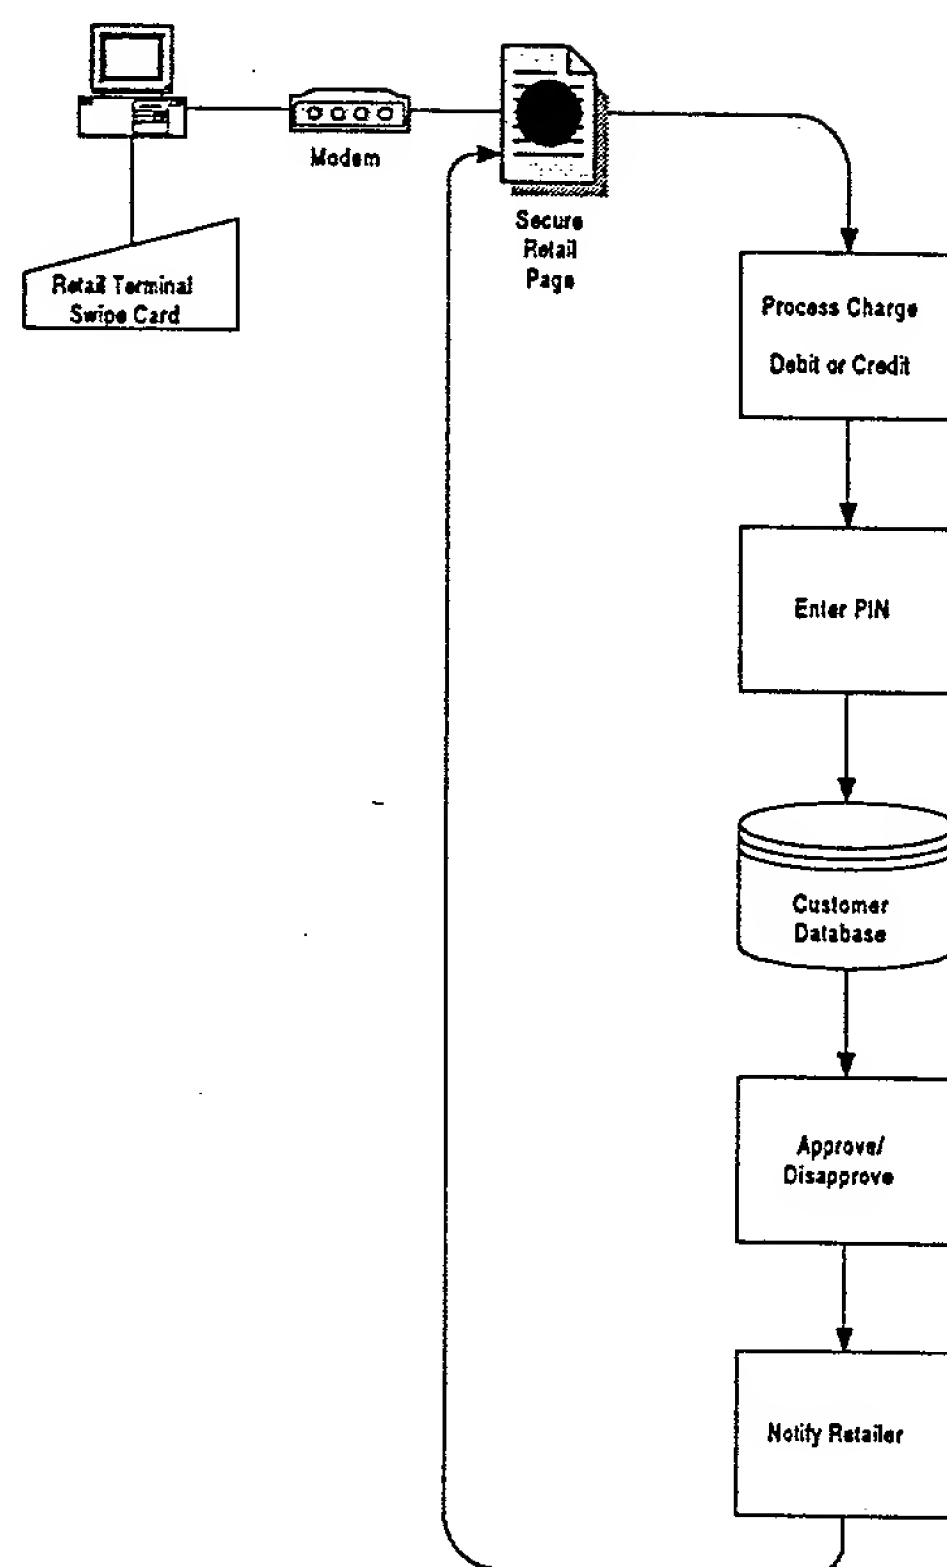 Modem
Secure
Retail
Page
Retail Terminal
Swipe Card
Process Charge
Debit or Credit
Enter PIN
Customer
Database
Approve/
Disapprove
Notify Retailer